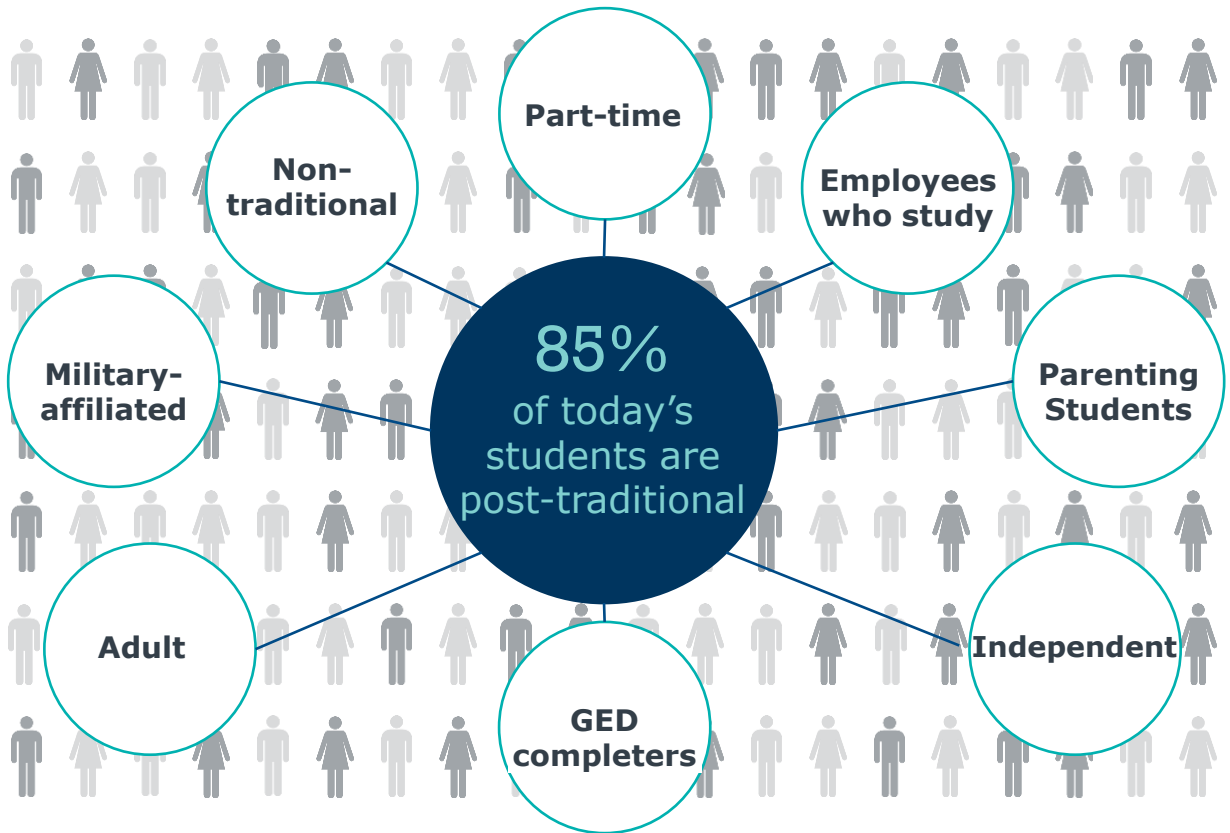 Part-time
Non-
traditional
Employees
who study
85%
of today’s
students are
post-traditional
Military-
affiliated
Parenting
Students
Adult
Independent
GED
completers